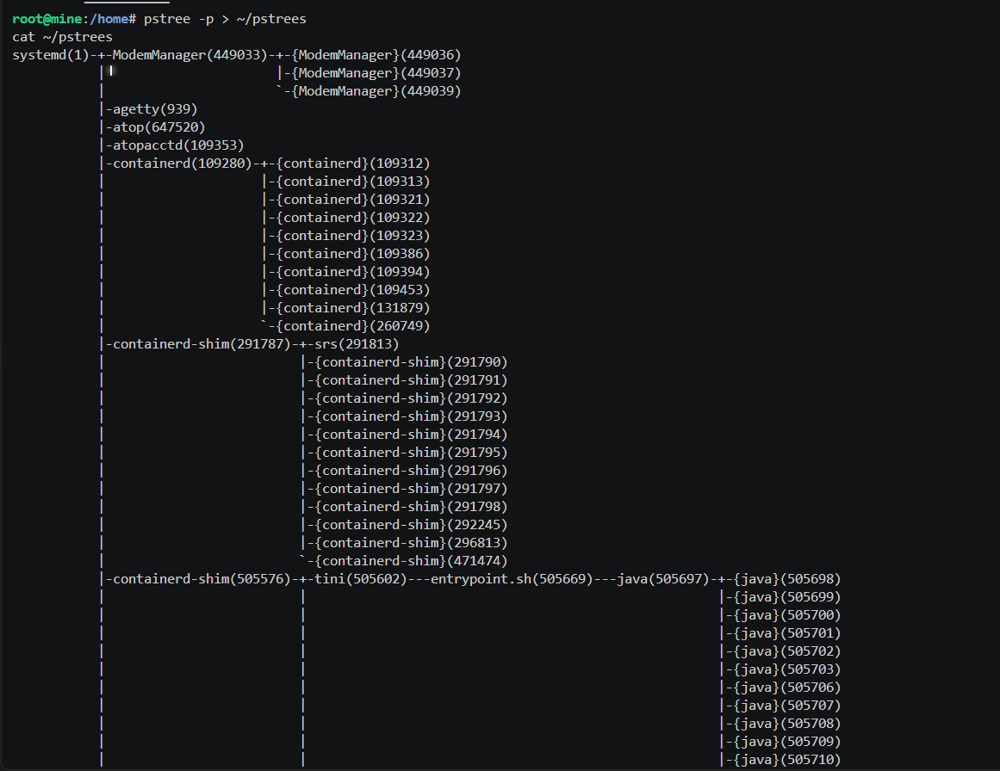 root@mine:/home# pstree -p > ~/pstrees
cat ~/pstrees
systemd(1)-+-ModemManager(449033)-+-{ModemManager}(449036)
           |                      |-{ModemManager}(449037)
           |                      `-{ModemManager}(449039)
           |-agetty(939)
           |-atop(647520)
           |-atopacctd(109353)
           |-containerd(109280)-+-{containerd}(109312)
           |                    |-{containerd}(109313)
           |                    |-{containerd}(109321)
           |                    |-{containerd}(109322)
           |                    |-{containerd}(109323)
           |                    |-{containerd}(109386)
           |                    |-{containerd}(109394)
           |                    |-{containerd}(109453)
           |                    |-{containerd}(131879)
           |                    `-{containerd}(260749)
           |-containerd-shim(291787)-+-srs(291813)
           |                         |-{containerd-shim}(291790)
           |                         |-{containerd-shim}(291791)
           |                         |-{containerd-shim}(291792)
           |                         |-{containerd-shim}(291793)
           |                         |-{containerd-shim}(291794)
           |                         |-{containerd-shim}(291795)
           |                         |-{containerd-shim}(291796)
           |                         |-{containerd-shim}(291797)
           |                         |-{containerd-shim}(291798)
           |                         |-{containerd-shim}(292245)
           |                         |-{containerd-shim}(296813)
           |                         `-{containerd-shim}(471474)
           |-containerd-shim(505576)-+-tini(505602)---entrypoint.sh(505669)---java(505697)-+-{java}(505698)
           |                         |                                                     |-{java}(505699)
           |                         |                                                     |-{java}(505700)
           |                         |                                                     |-{java}(505701)
           |                         |                                                     |-{java}(505702)
           |                         |                                                     |-{java}(505703)
           |                         |                                                     |-{java}(505706)
           |                         |                                                     |-{java}(505707)
           |                         |                                                     |-{java}(505708)
           |                         |                                                     |-{java}(505709)
           |                         |                                                     |-{java}(505710)